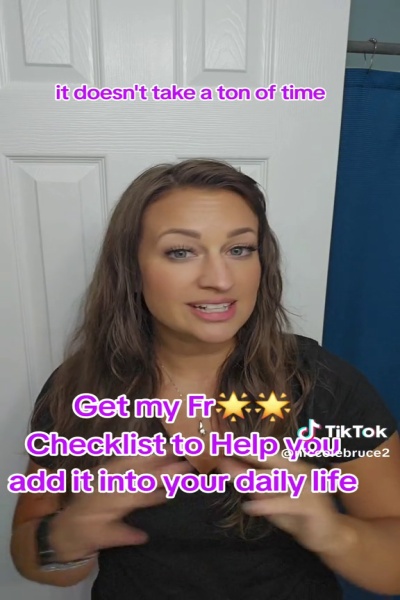 it doesn't take a ton of time
Get my Fr🌟🌟
Checklist to Help you
add it into your daily life
TikTok
@niccolebruce2